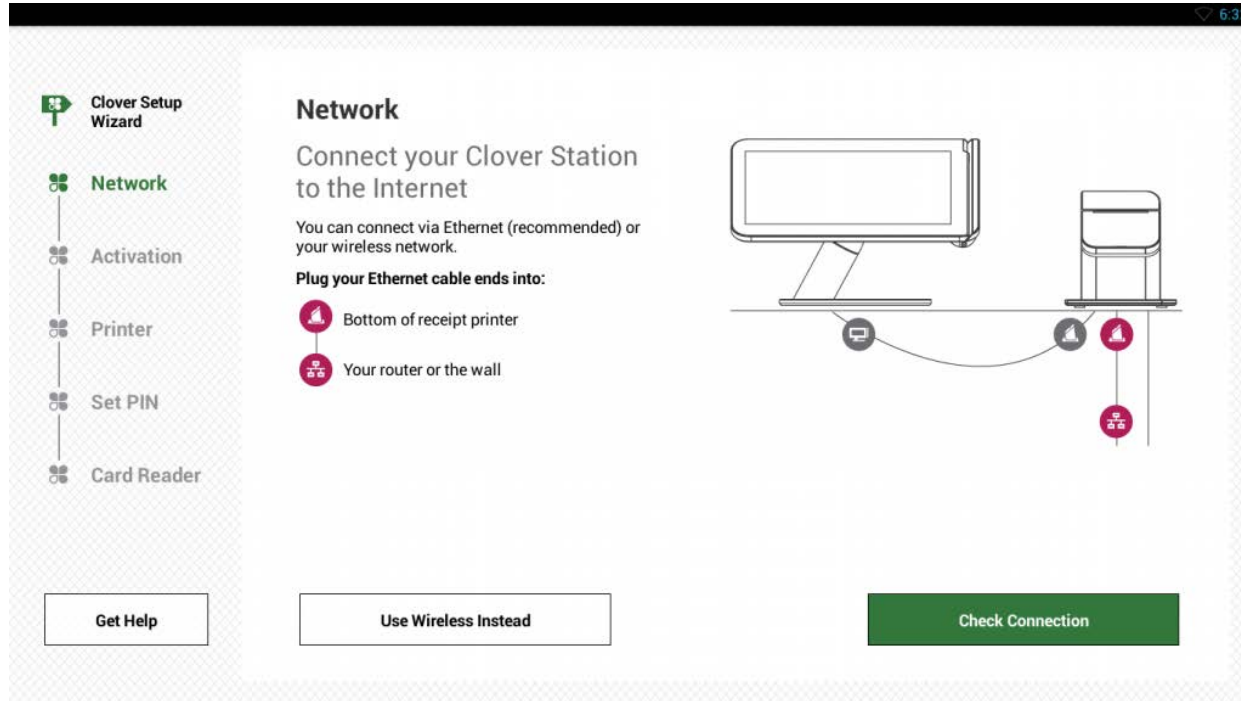 Clover Setup
Wizard
Network
Activation
Printer
Set PIN
Card Reader
Get Help
Network
Connect your Clover Station
to the Internet
You can connect via Ethernet (recommended) or
your wireless network.
Plug your Ethernet cable ends into:
Bottom of receipt printer
Your router or the wall
Use Wireless Instead
Check Connection